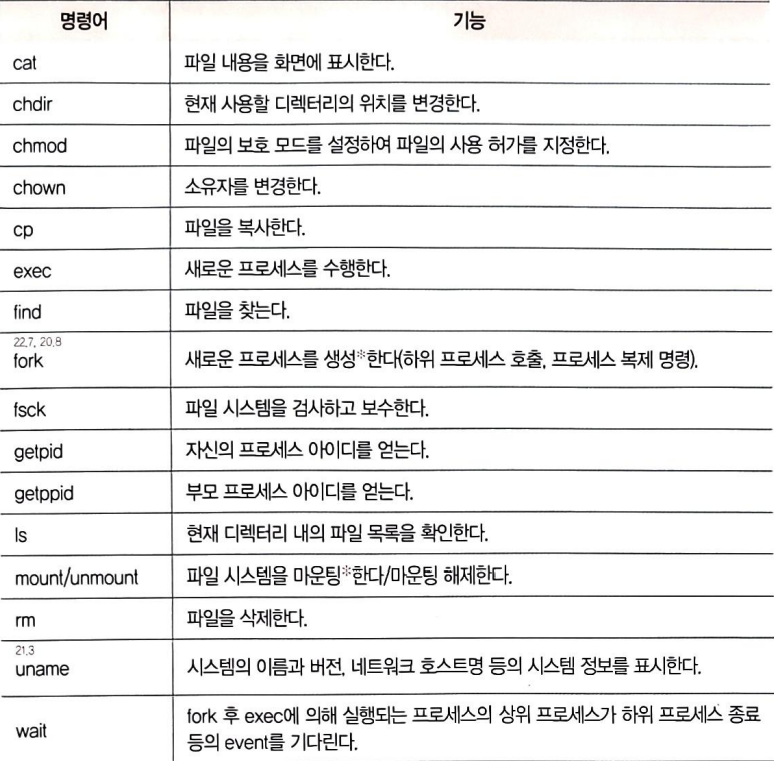 명령어 기능
cat 파일 내용을 화면에 표시한다.
chdir 현재 사용할 디렉터리의 위치를 변경한다.
chmod 파일의 보호 모드를 설정하여 파일의 사용 허가를 지정한다.
chown 소유자를 변경한다.
cp 파일을 복사한다.
exec 새로운 프로세스를 수행한다.
find 파일을 찾는다.
22.7, 20.8
fork 새로운 프로세스를 생성※한다(하위 프로세스 호출, 프로세스 복제 명령).
fsck 파일 시스템을 검사하고 보수한다.
getpid 자신의 프로세스 아이디를 얻는다.
getppid 부모 프로세스 아이디를 얻는다.
ls 현재 디렉터리 내의 파일 목록을 확인한다.
mount/unmount 파일 시스템을 마운팅※한다/마운팅 해제한다.
rm 파일을 삭제한다.
21.3
uname 시스템의 이름과 버전, 네트워크 호스트명 등의 시스템 정보를 표시한다.
wait fork 후 exec에 의해 실행되는 프로세스의 상위 프로세스가 하위 프로세스 종료
등의 event를 기다린다.